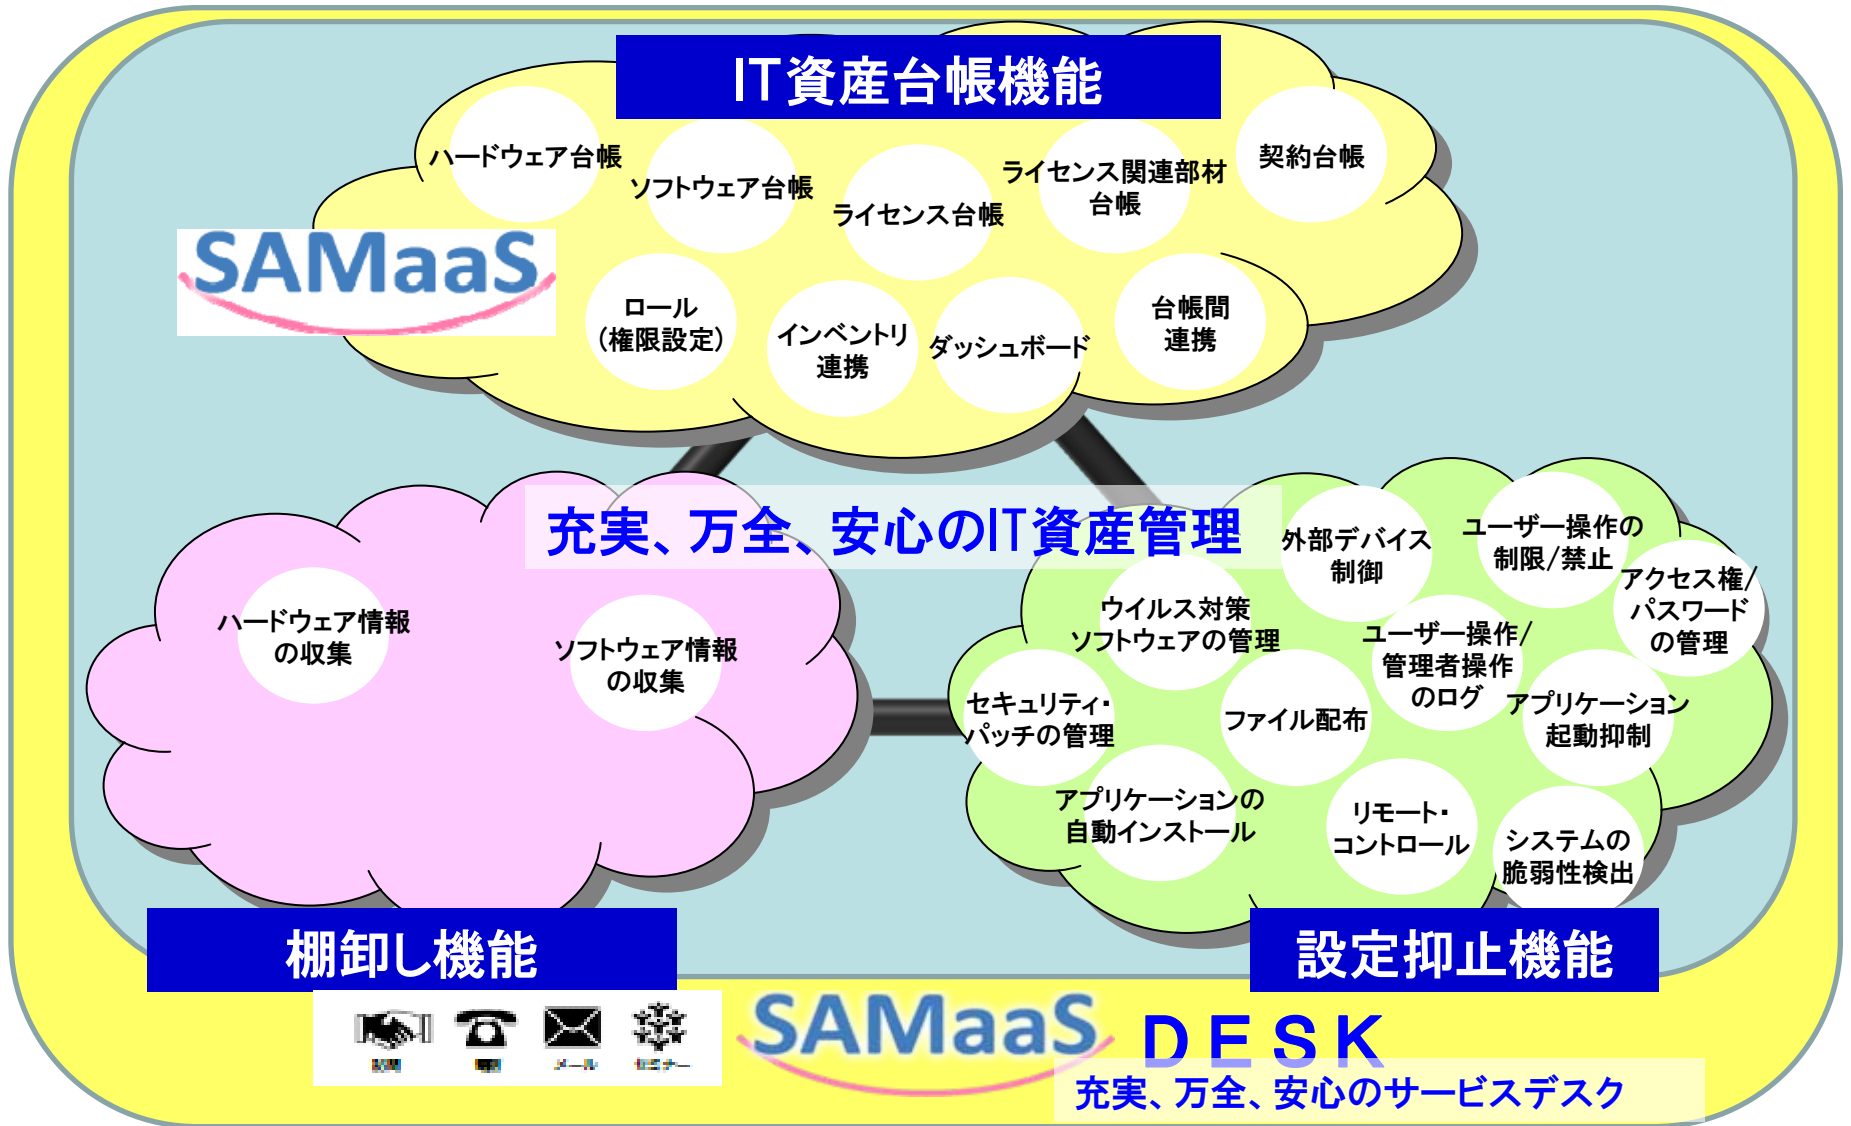 IT資産台帳機能
ハードウェア台帳
ソフトウェア台帳
ライセンス台帳
ライセンス関連部材
台帳
契約台帳
SAMaaS
ロール
(権限設定)
インベントリ
連携
ダッシュボード
台帳間
連携
充実、万全、安心のIT資産管理
ハードウェア情報
の収集
ソフトウェア情報
の収集
外部デバイス
制御
ユーザー操作の
制限/禁止
アクセス権/
パスワード
の管理
ウイルス対策
ソフトウェアの管理
ユーザー操作/
管理者操作
のログ
セキュリティ・
パッチの管理
ファイル配布
アプリケーション
起動抑制
アプリケーションの
自動インストール
リモート・
コントロール
システムの
脆弱性検出
棚卸し機能
設定抑止機能
メール
セミナー
SAMaaS
DESK
充実、万全、安心のサービスデスク